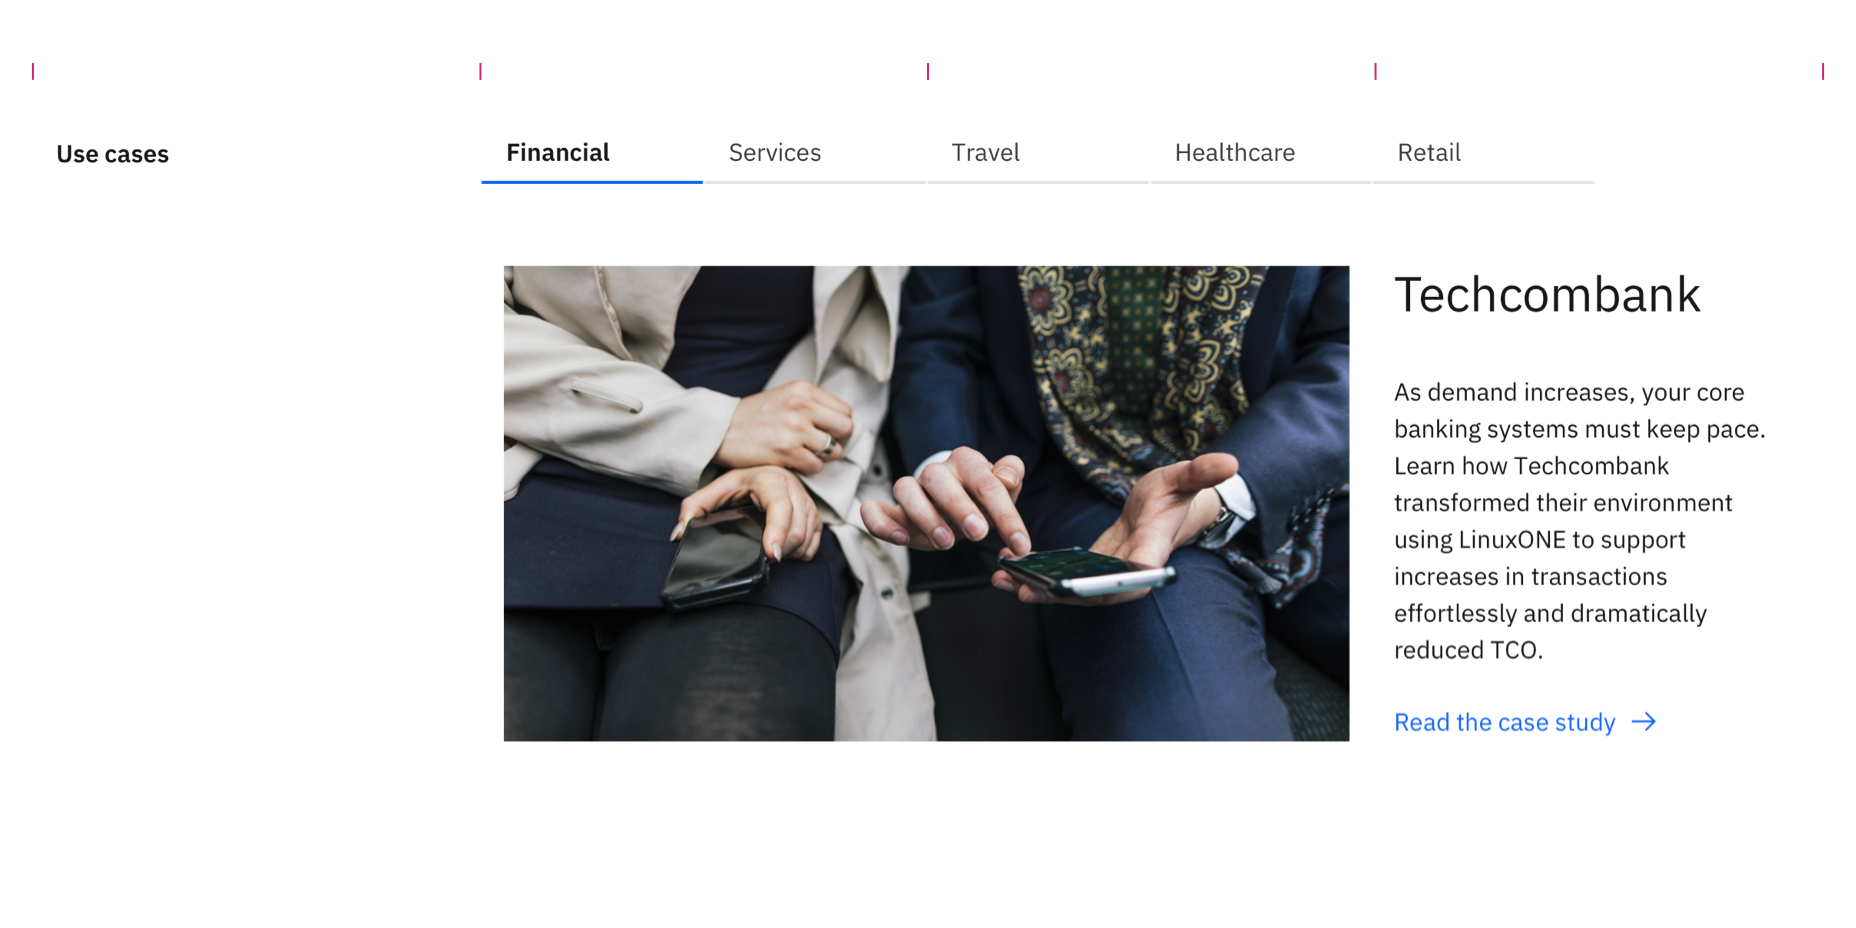 Use cases
Financial
Services
Travel
Healthcare
Retail
Techcombank
As demand increases, your core
banking systems must keep pace.
Learn how Techcombank
transformed their environment
using LinuxONE to support
increases in transactions
effortlessly and dramatically
reduced TCO.
Read the case study